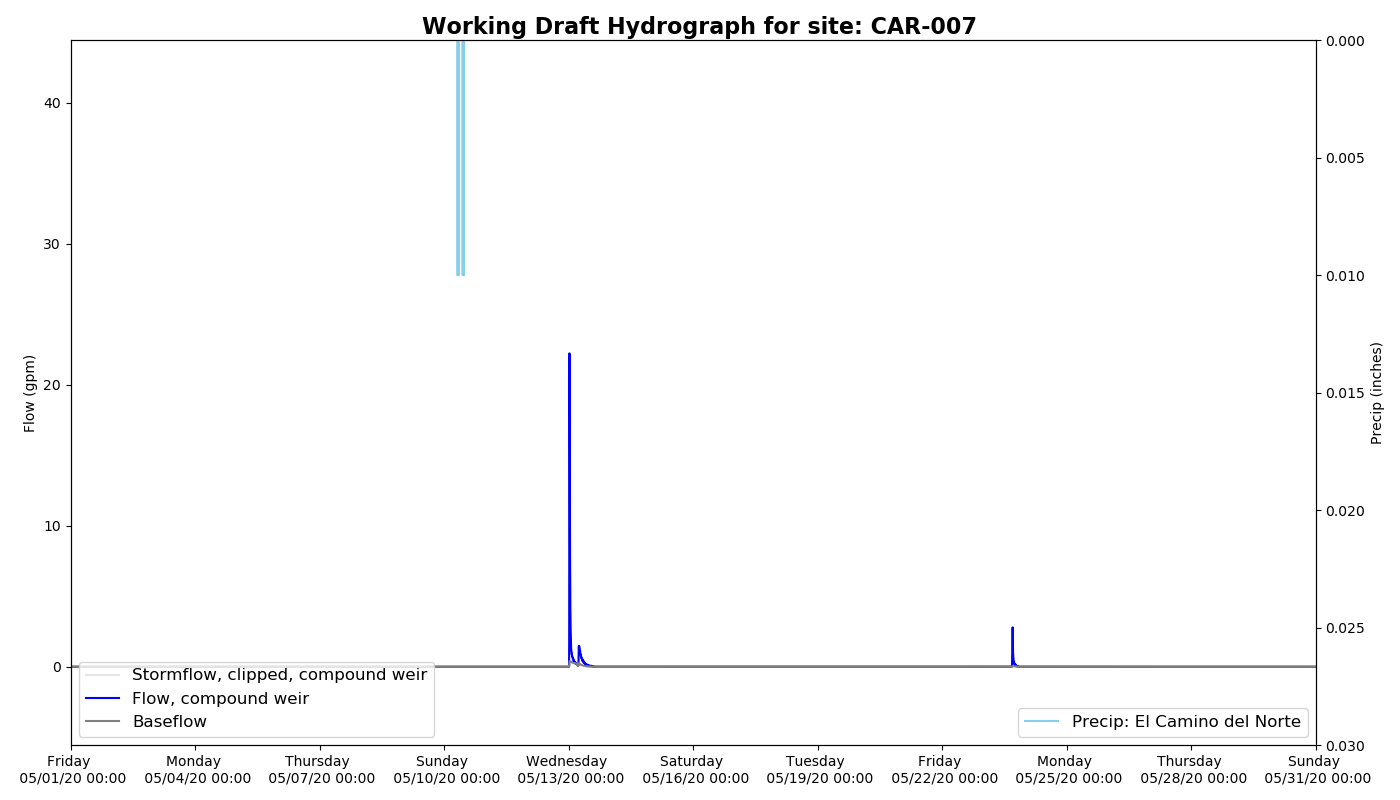 Working Draft Hydrograph for site: CAR-007
Flow (gpm)
40
30
20
10
0
0.000
0.005
0.010
0.015
0.020
0.025
0.030
Precip (inches)
Stormflow, clipped, compound weir
Flow, compound weir
Baseflow
Precip: El Camino del Norte
Friday
05/01/20 00:00
Monday
05/04/20 00:00
Thursday
05/07/20 00:00
Sunday
05/10/20 00:00
Wednesday
05/13/20 00:00
Saturday
05/16/20 00:00
Tuesday
05/19/20 00:00
Friday
05/22/20 00:00
Monday
05/25/20 00:00
Thursday
05/28/20 00:00
Sunday
05/31/20 00:00